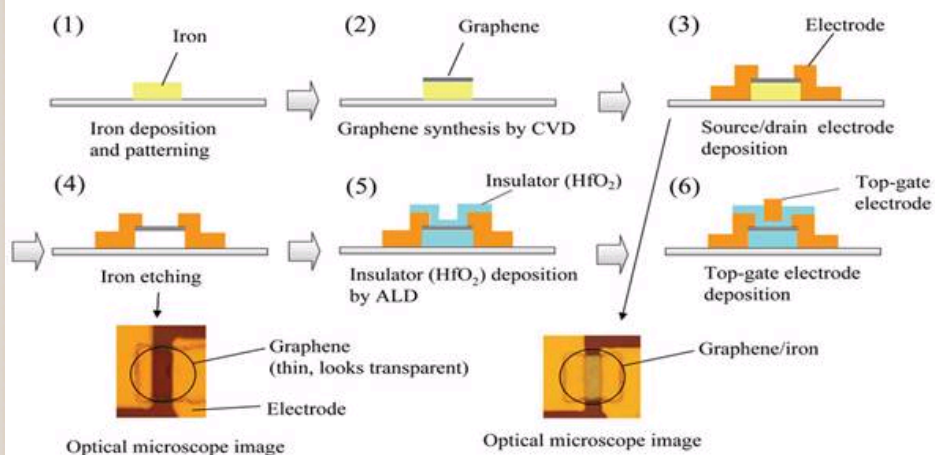 (1)
Iron
Iron deposition
and patterning
(2)
Graphene
Graphene synthesis by CVD
(3)
Electrode
Source/drain electrode
deposition
(4)
Iron etching
(5)
Insulator (HfO₂)
Insulator (HfO₂) deposition
by ALD
(6)
Top-gate
electrode
Top-gate electrode
deposition
Graphene
(thin, looks transparent)
Electrode
Optical microscope image
Graphene/iron
Optical microscope image